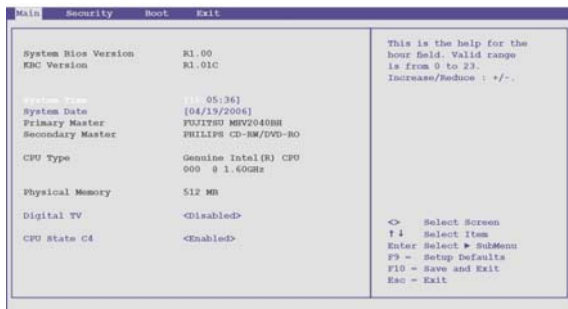 Main Security Boot Exit
System Bios Version R1.00
KBC Version R1.01C
System Time [ 05:36]
System Date [04/19/2006]
Primary Master FUJITSU MHV2040BH
Secondary Master PHILIPS CD-RW/DVD-RO
CPU Type Genuine Intel(R) CPU
000 @ 1.60GHz
Physical Memory 512 MB
Digital TV <Disabled>
CPU State C4 <Enabled>
This is the help for the
hour field. Valid range
is from 0 to 23.
Increase/Reduce : +/-.
<> Select Screen
↑↓ Select Item
Enter Select ▶ SubMenu
F9 = Setup Defaults
F10 = Save and Exit
Esc = Exit